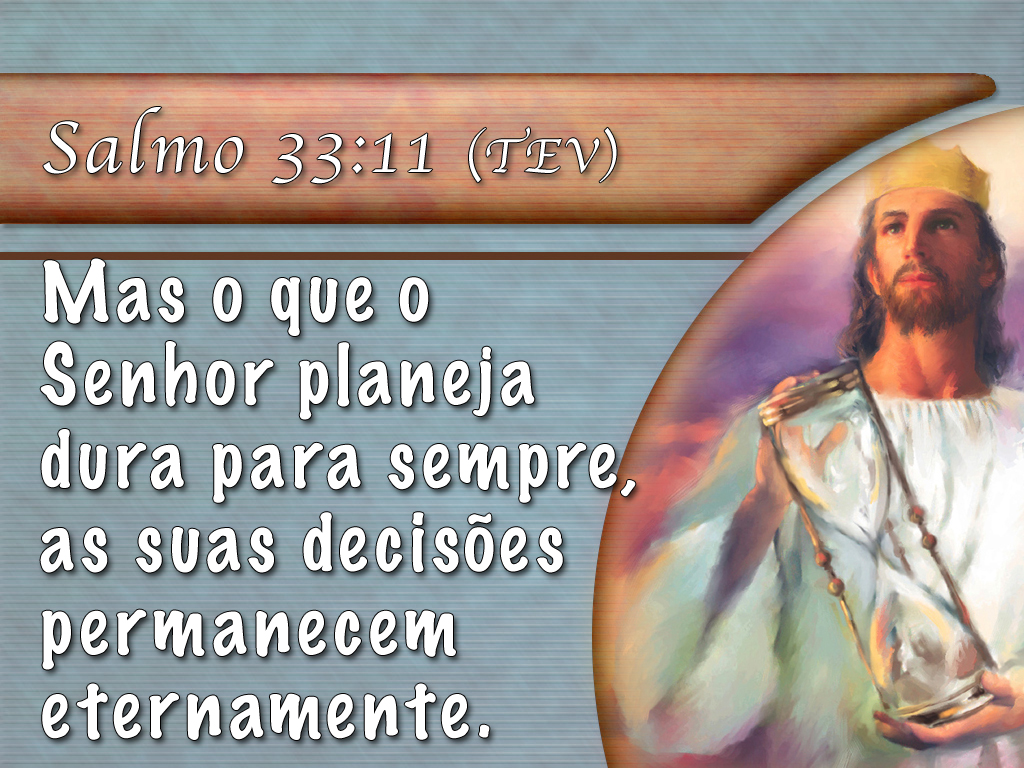 Salmo 33:11 (TEV)
Mas o que o
Senhor planeja
dura para sempre,
as suas decisões
permanecem
eternamente.